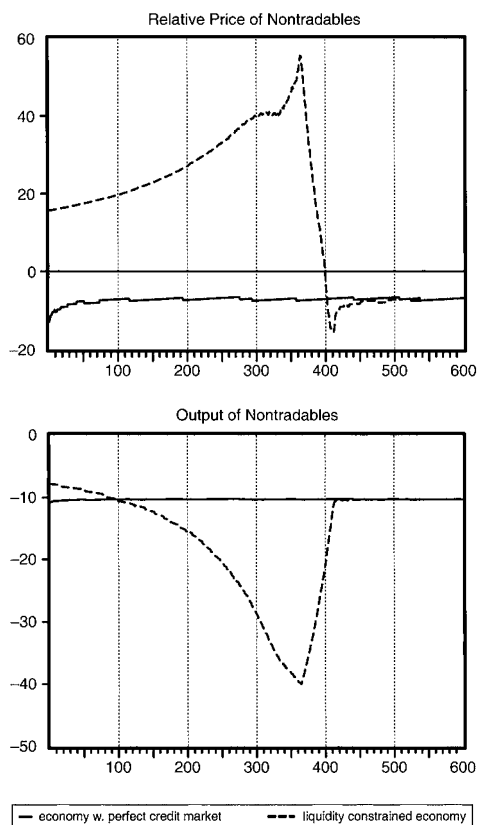 Relative Price of Nontradables
60
40
20
0
−20
100 200 300 400 500 600
Output of Nontradables
0
−10
−20
−30
−40
−50
100 200 300 400 500 600
economy w. perfect credit market liquidity constrained economy